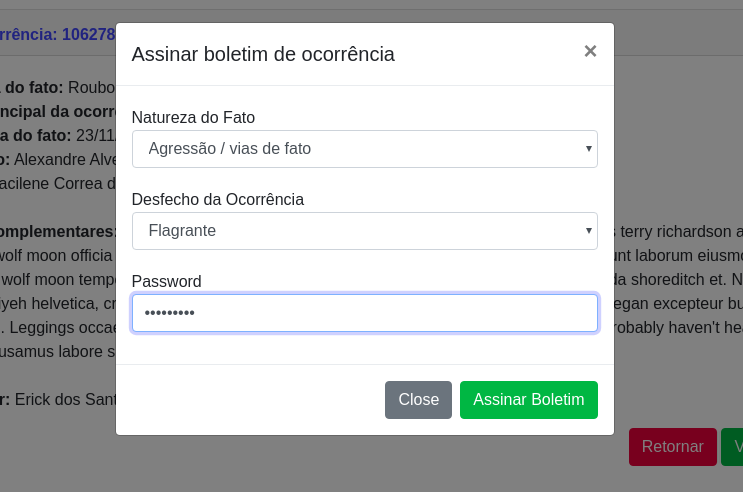 rrência: 106278
Assinar boletim de ocorrência
×
do fato: Roubo
ncipal da ocorr
a do fato: 23/11
o: Alexandre Alve
acilene Correa d
Natureza do Fato
Agressão / vias de fato
Desfecho da Ocorrência
Flagrante
omplementares: terry richardson a
wolf moon officia unt laborum eiusmo
wolf moon tempo da shoreditch et. N
iyeh helvetica, cr egan excepteur bu
. Leggings occae robably haven't hea
usamus labore s
Password
•••••••••
r: Erick dos Sant
Close
Assinar Boletim
Retornar
V